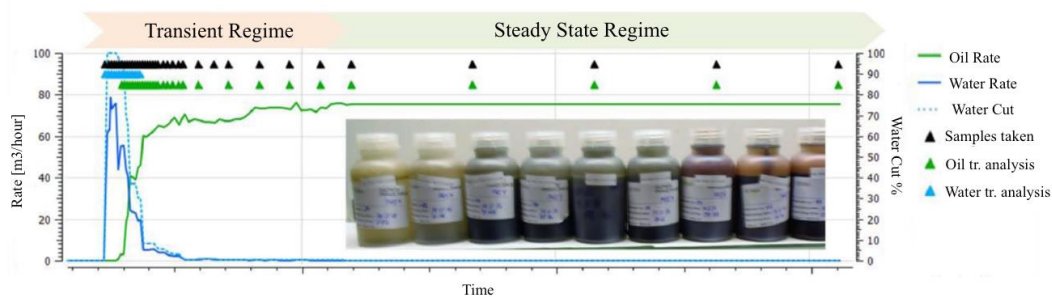 Transient Regime
Steady State Regime
100
80
60
40
20
0
Rate [m3/hour]
100
90
80
70
60
50
40
30
20
10
0
Water Cut %
Time
Oil Rate
Water Rate
Water Cut
Samples taken
Oil tr. analysis
Water tr. analysis